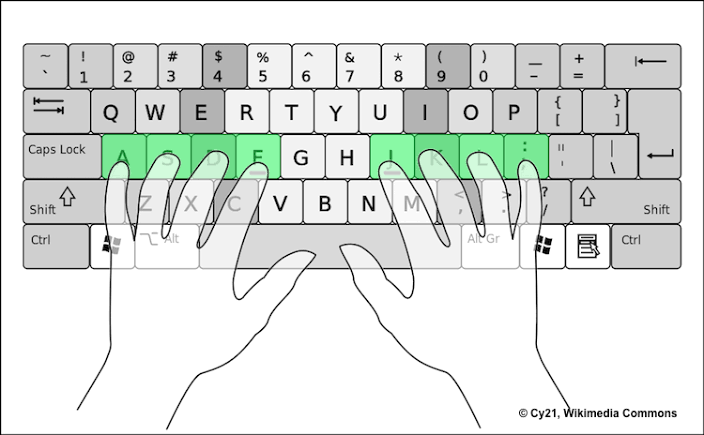 ~ ! @ # $ % ^ & * ( ) _ +
` 1 2 3 4 5 6 7 8 9 0 - =
Q W E R T Y U I O P { [ } ]
Caps Lock A S D F G H J K L : ; " ' | \
Shift Z X C V B N M < , > . ? / Shift
Ctrl Alt Alt Gr Ctrl
© Cy21, Wikimedia Commons